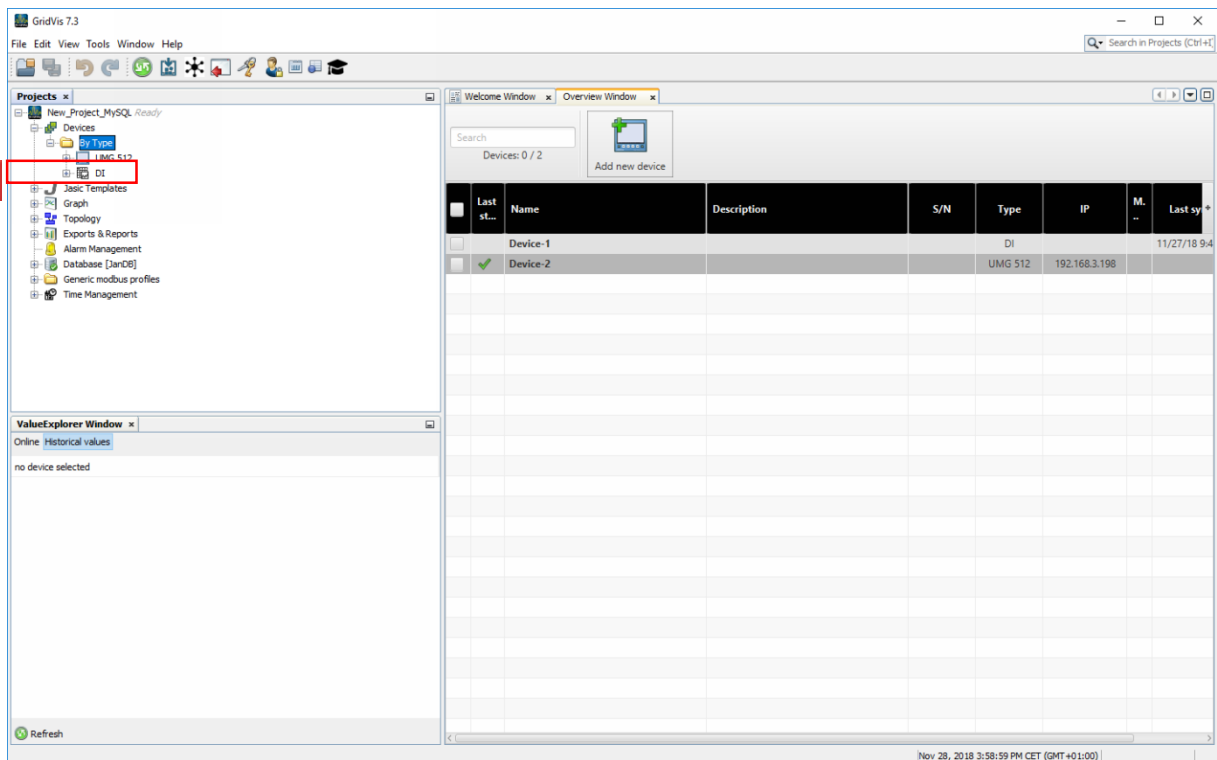 GridVis 7.3
File Edit View Tools Window Help
Search in Projects (Ctrl+I
Projects
New_Project_MySQL Ready
Devices
By Type
UMG 512
DI
Jasic Templates
Graph
Topology
Exports & Reports
Alarm Management
Database [JanDB]
Generic modbus profiles
Time Management
ValueExplorer Window
Online Historical values
no device selected
Refresh
Welcome Window Overview Window
Search
Devices: 0 / 2
Add new device
Last st... Name Description S/N Type IP M. .. Last sy
Device-1 DI 11/27/18 9:4
Device-2 UMG 512 192.168.3.198
Nov 28, 2018 3:58:59 PM CET (GMT+01:00)